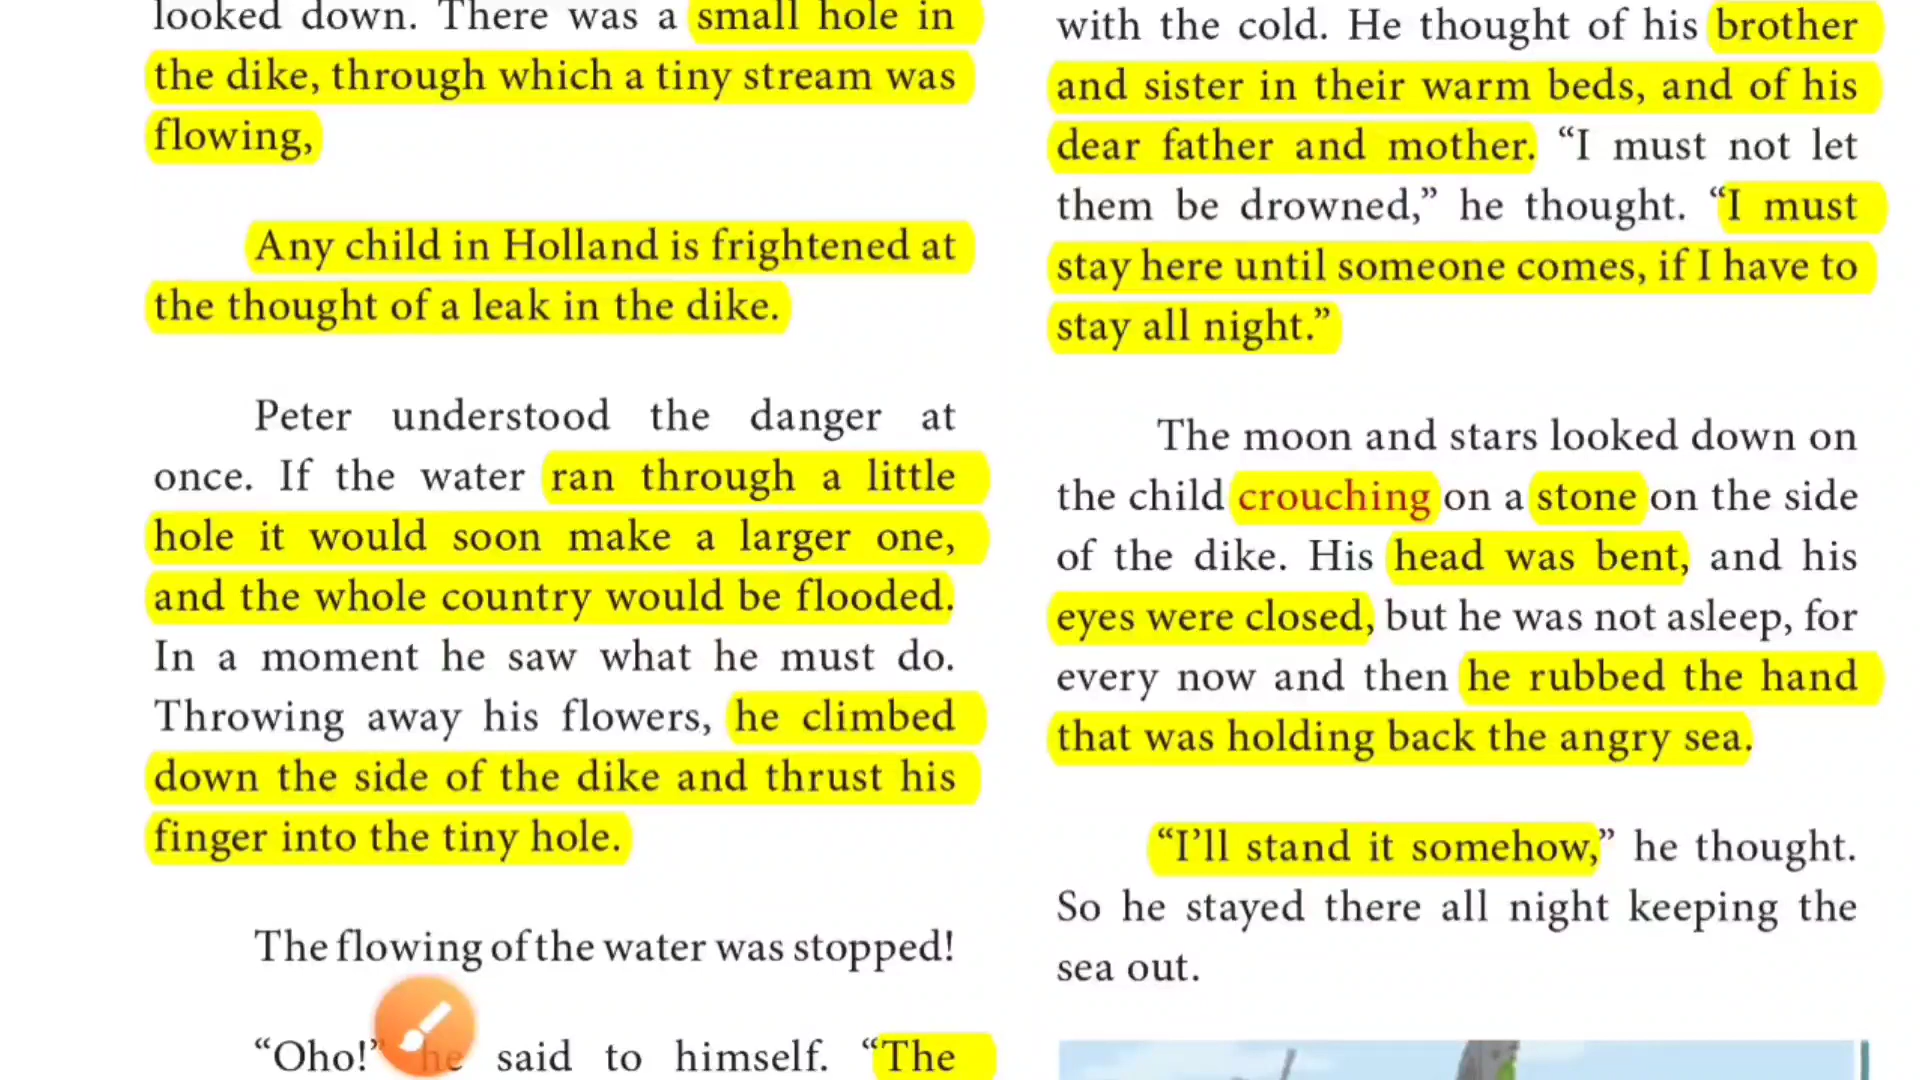 looked down. There was a small hole in
the dike, through which a tiny stream was
flowing,
Any child in Holland is frightened at
the thought of a leak in the dike.
Peter understood the danger at
once. If the water ran through a little
hole it would soon make a larger one,
and the whole country would be flooded.
In a moment he saw what he must do.
Throwing away his flowers, he climbed
down the side of the dike and thrust his
finger into the tiny hole.
The flowing of the water was stopped!
“Oho!” he said to himself. “The
with the cold. He thought of his brother
and sister in their warm beds, and of his
dear father and mother. “I must not let
them be drowned,” he thought. “I must
stay here until someone comes, if I have to
stay all night.”
The moon and stars looked down on
the child crouching on a stone on the side
of the dike. His head was bent, and his
eyes were closed, but he was not asleep, for
every now and then he rubbed the hand
that was holding back the angry sea.
“I’ll stand it somehow,” he thought.
So he stayed there all night keeping the
sea out.